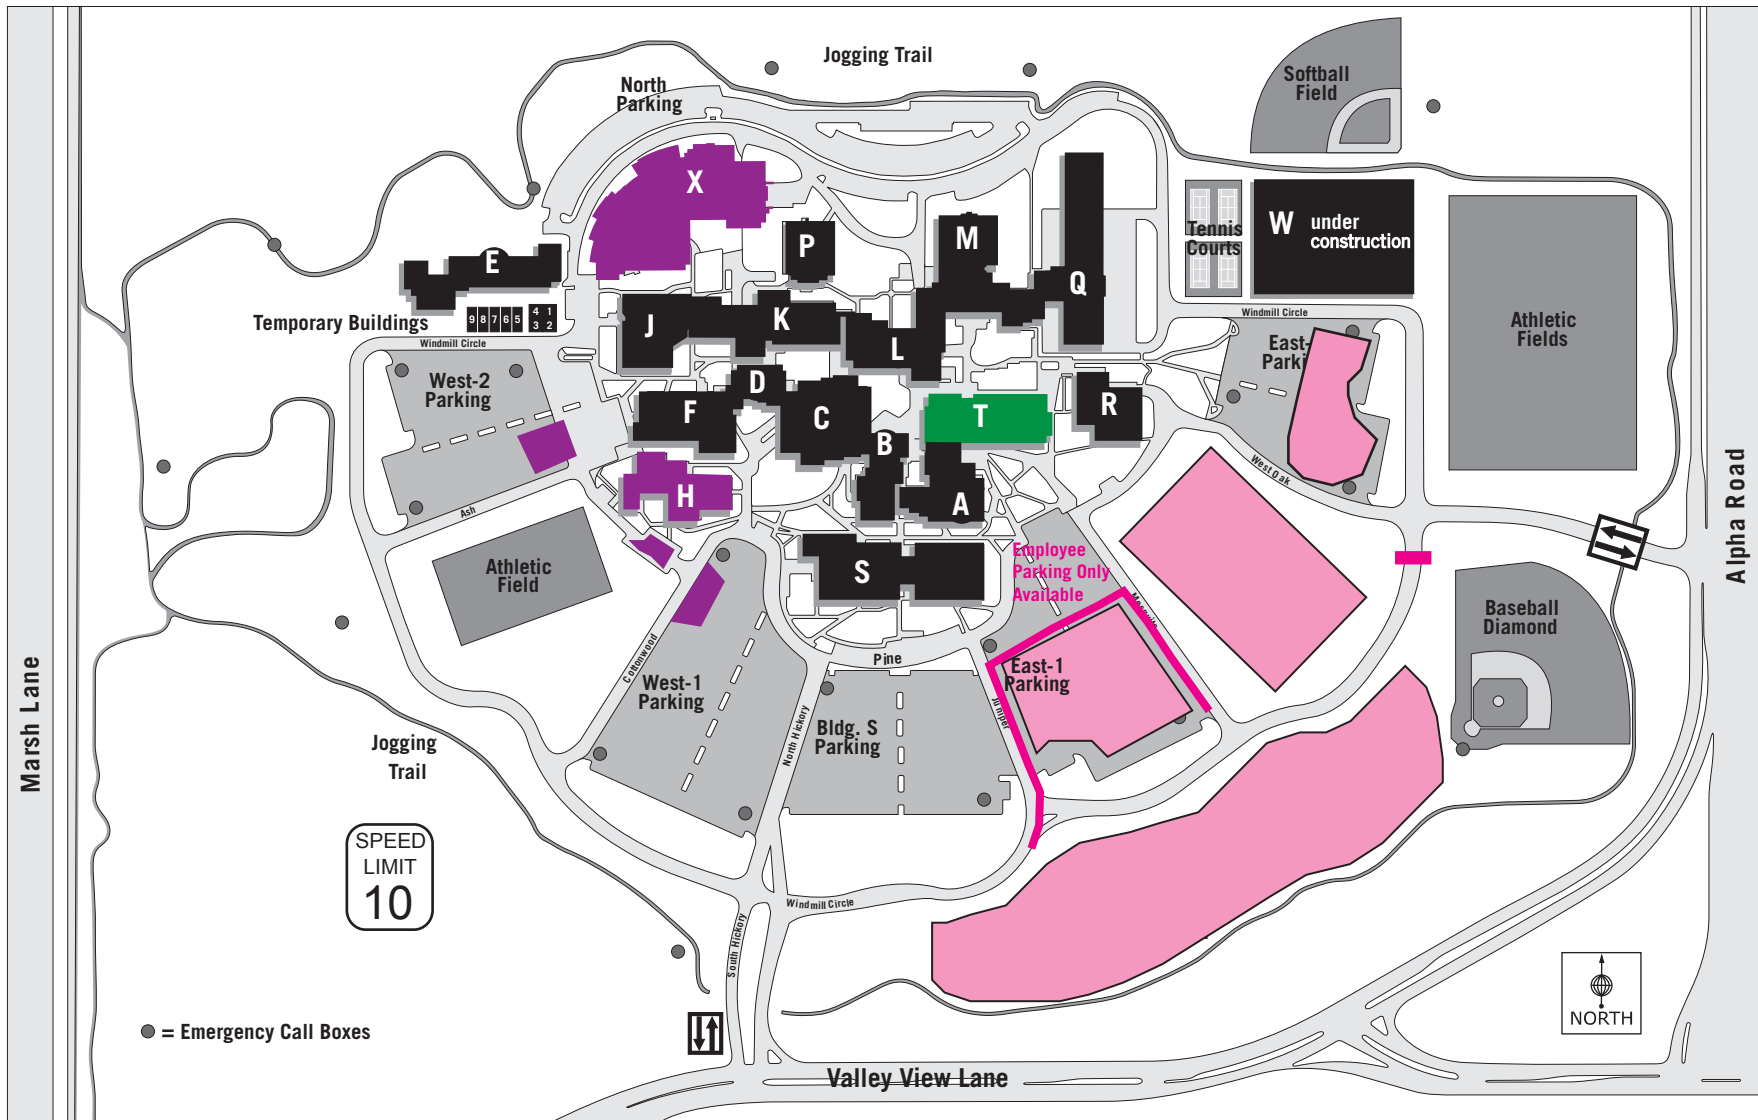 Jogging Trail
North
Parking
Softball
Field
X
P
M
E
Q
Tennis
Courts
W
under
construction
Temporary Buildings
9 8 7 6 5
4 1
3 2
J
K
L
Windmill Circle
Windmill Circle
Athletic
Fields
East-
Parki
West-2
Parking
D
F
C
B
T
R
West Oak
H
A
Ash
Athletic
Field
S
Employee
Parking Only
Available
Alpha Road
Baseball
Diamond
Marsh Lane
Cottonwood
West-1
Parking
Pine
East-1
Parking
Juniper
North Hickory
Bldg. S
Parking
Jogging
Trail
SPEED
LIMIT
10
Windmill Circle
South Hickory
NORTH
= Emergency Call Boxes
Valley View Lane